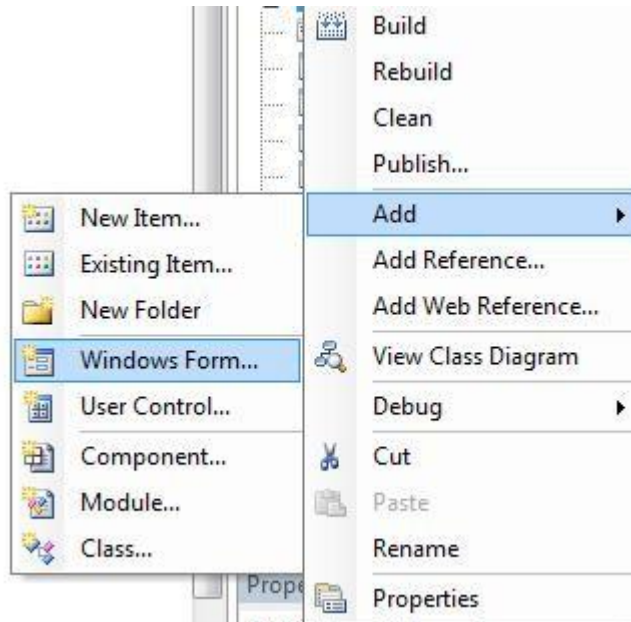 Build
Rebuild
Clean
Publish...
Add
Add Reference...
Add Web Reference...
View Class Diagram
Debug
Cut
Paste
Rename
Properties
New Item...
Existing Item...
New Folder
Windows Form...
User Control...
Component...
Module...
Class...
Prope